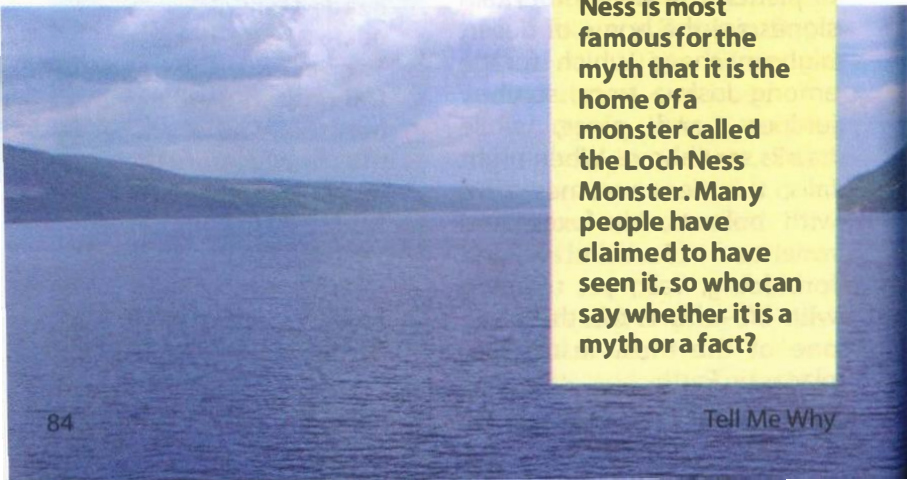 Ness is most
famous for the
myth that it is the
home of a
monster called
the Loch Ness
Monster. Many
people have
claimed to have
seen it, so who can
say whether it is a
myth or a fact?
84
Tell Me Why